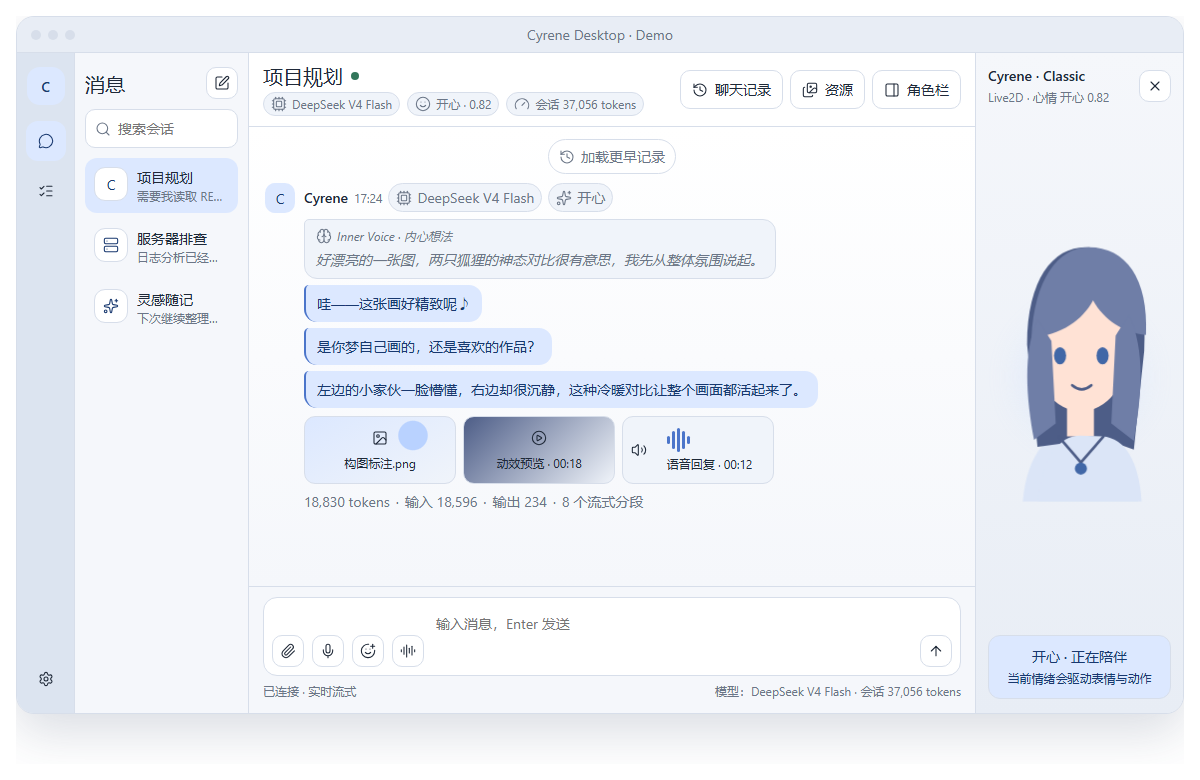 Cyrene Desktop · Demo
C
消息
搜索会话
C
项目规划
需要我读取 RE...
服务器排查
日志分析已经...
灵感随记
下次继续整理...
项目规划
DeepSeek V4 Flash
开心 · 0.82
会话 37,056 tokens
聊天记录
资源
角色栏
加载更早记录
C
Cyrene 17:24 DeepSeek V4 Flash 开心
Inner Voice · 内心想法
好漂亮的一张图，两只狐狸的神态对比很有意思，我先从整体氛围说起。
哇——这张画好精致呢♪
是你梦自己画的，还是喜欢的作品？
左边的小家伙一脸懵懂，右边却很沉静，这种冷暖对比让整个画面都活起来了。
构图标注.png
动效预览 · 00:18
语音回复 · 00:12
18,830 tokens · 输入 18,596 · 输出 234 · 8 个流式分段
输入消息，Enter 发送
已连接 · 实时流式
模型：DeepSeek V4 Flash · 会话 37,056 tokens
Cyrene · Classic
Live2D · 心情 开心 0.82
开心 · 正在陪伴
当前情绪会驱动表情与动作